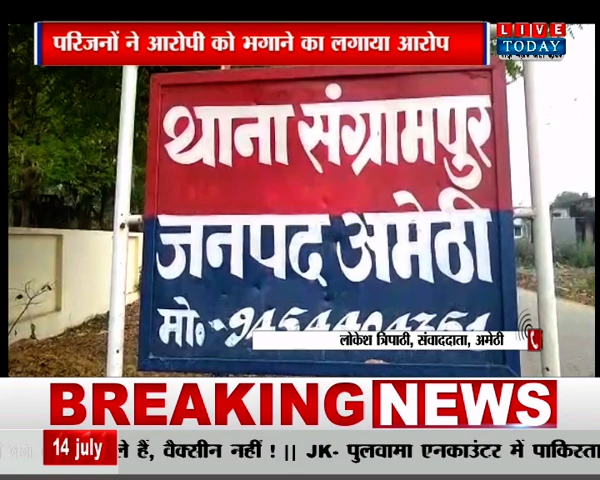 परिजनों ने आरोपी को भगाने का लगाया आरोप
LIVE
TODAY
थाना संग्रामपुर
जनपद अमेठी
मो॰-9454404351
लोकेश त्रिपाठी, संवाददाता, अमेठी
BREAKING NEWS
14 july
ले हैं, वैक्सीन नहीं ! || JK- पुलवामा एनकाउंटर में पाकिस्ता